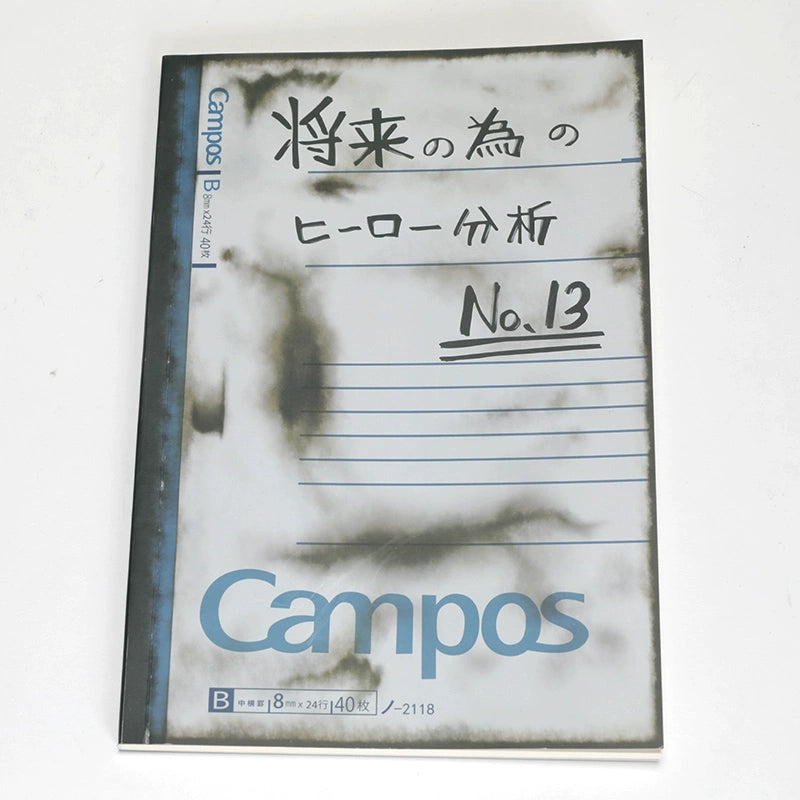 将来の為の
ヒーロー分析
No.13
Campos
B 8mm×24行 40枚
Campos
B 中横罫 8mm×24行 40枚 ノ-2118